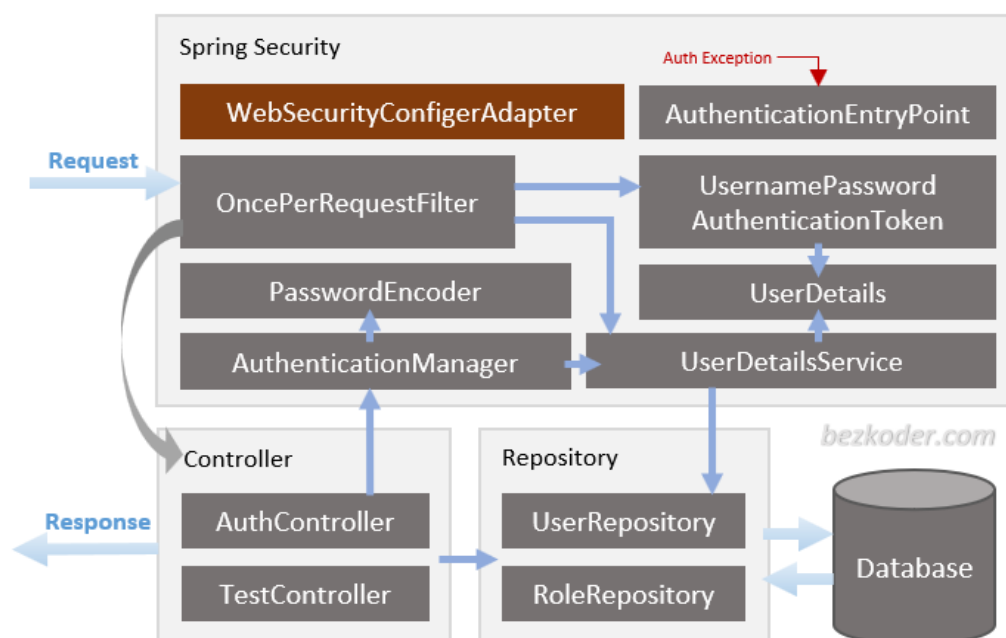 Spring Security
Auth Exception
WebSecurityConfigerAdapter
AuthenticationEntryPoint
Request
OncePerRequestFilter
UsernamePassword
AuthenticationToken
PasswordEncoder
UserDetails
AuthenticationManager
UserDetailsService
bezkoder.com
Controller
Repository
Response
AuthController
UserRepository
Database
TestController
RoleRepository